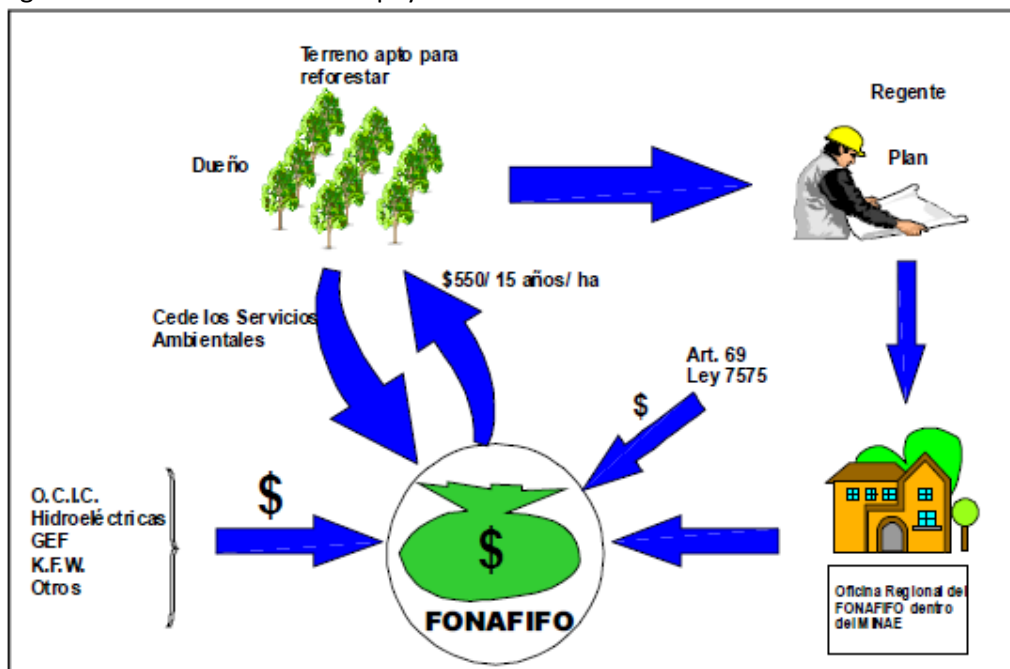 Terreno apto para
reforestar
Regente
Dueño
Plan
$550/ 15 años/ ha
Cede los Servicios
Ambientales
Art. 69
Ley 7575
$
O.C.I.C.
Hidroeléctricas
GEF
K.F.W.
Otros
$
$
FONAFIFO
Oficina Regional del
FONAFIFO dentro
del MINAE